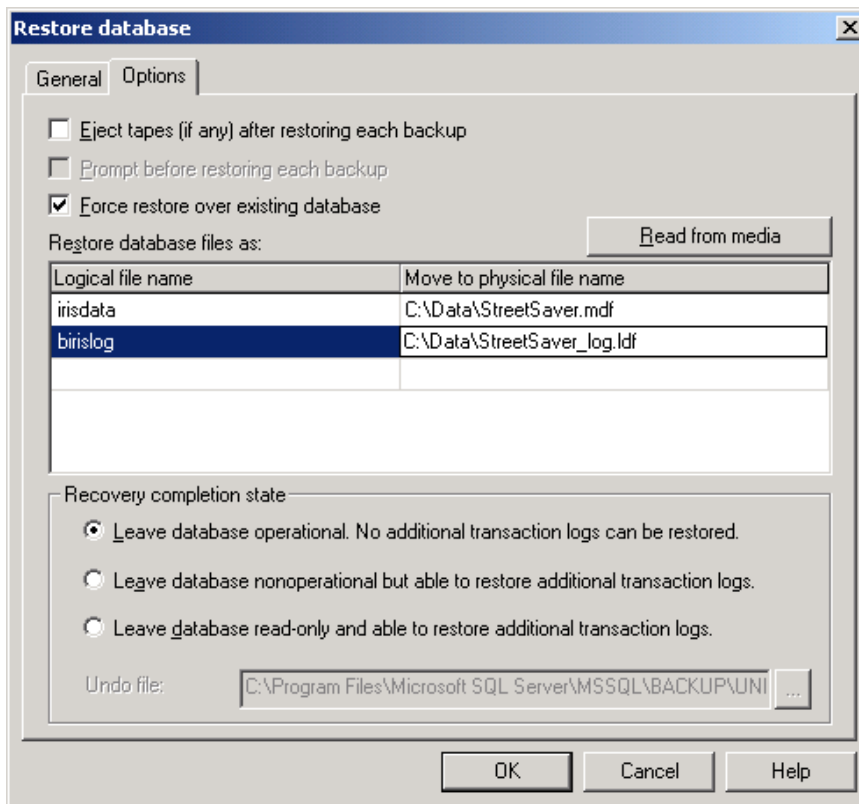 Restore database
General Options
Eject tapes (if any) after restoring each backup
Prompt before restoring each backup
Force restore over existing database
Restore database files as:
Read from media
Logical file name Move to physical file name
irisdata C:\Data\StreetSaver.mdf
birislog C:\Data\StreetSaver_log.ldf
Recovery completion state
Leave database operational. No additional transaction logs can be restored.
Leave database nonoperational but able to restore additional transaction logs.
Leave database read-only and able to restore additional transaction logs.
Undo file: C:\Program Files\Microsoft SQL Server\MSSQL\BACKUP\UNI ...
OK Cancel Help